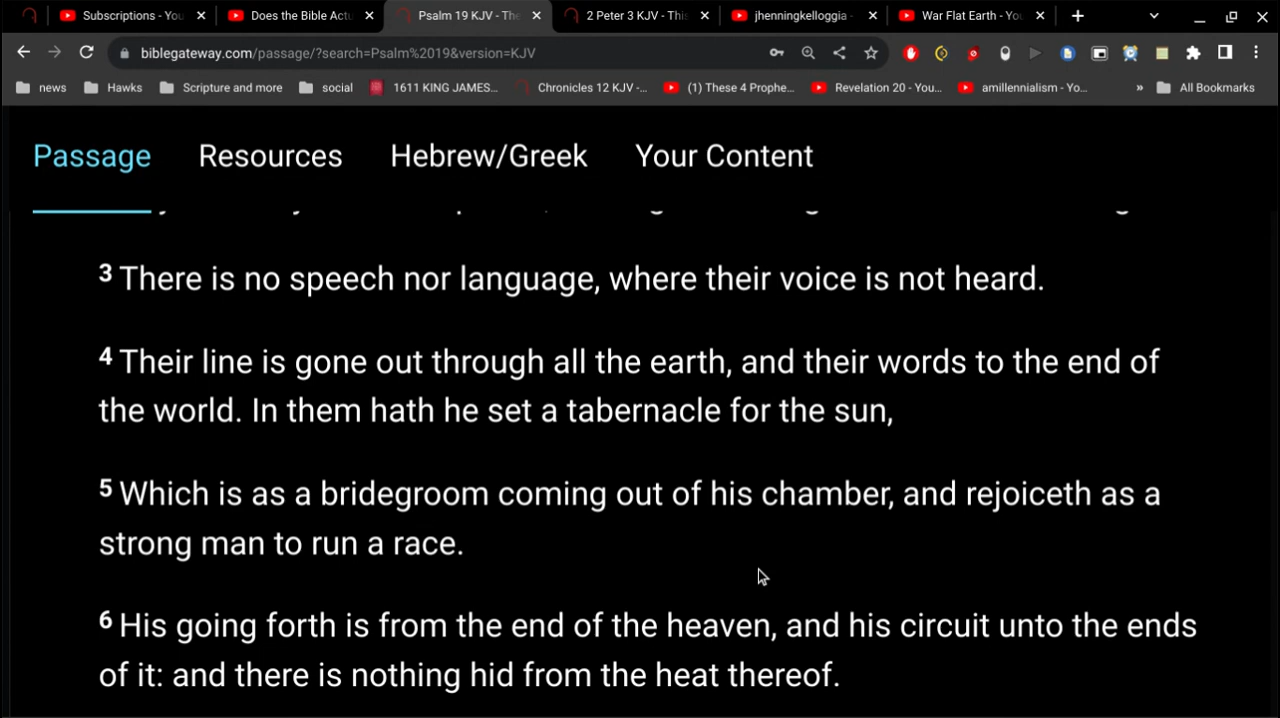 Subscriptions - You
Does the Bible Actu
Psalm 19 KJV - The
2 Peter 3 KJV - This
jhenningkelloggia -
War Flat Earth - You
biblegateway.com/passage/?search=Psalm%2019&version=KJV
news
Hawks
Scripture and more
social
1611 KING JAMES...
Chronicles 12 KJV -...
(1) These 4 Prophe...
Revelation 20 - You...
amillennialism - Yo...
»
All Bookmarks
Passage
Resources
Hebrew/Greek
Your Content
3 There is no speech nor language, where their voice is not heard.
4 Their line is gone out through all the earth, and their words to the end of
the world. In them hath he set a tabernacle for the sun,
5 Which is as a bridegroom coming out of his chamber, and rejoiceth as a
strong man to run a race.
6 His going forth is from the end of the heaven, and his circuit unto the ends
of it: and there is nothing hid from the heat thereof.